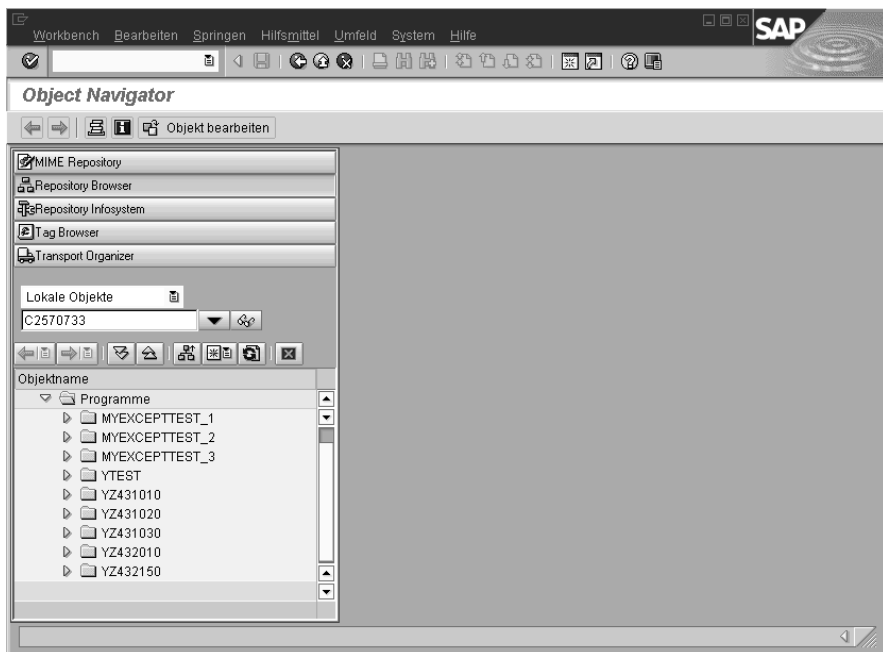 Workbench Bearbeiten Springen Hilfsmittel Umfeld System Hilfe
SAP
Object Navigator
Objekt bearbeiten
MIME Repository
Repository Browser
Repository Infosystem
Tag Browser
Transport Organizer
Lokale Objekte
C2570733
Objektname
Programme
MYEXCEPTTEST_1
MYEXCEPTTEST_2
MYEXCEPTTEST_3
YTEST
YZ431010
YZ431020
YZ431030
YZ432010
YZ432150